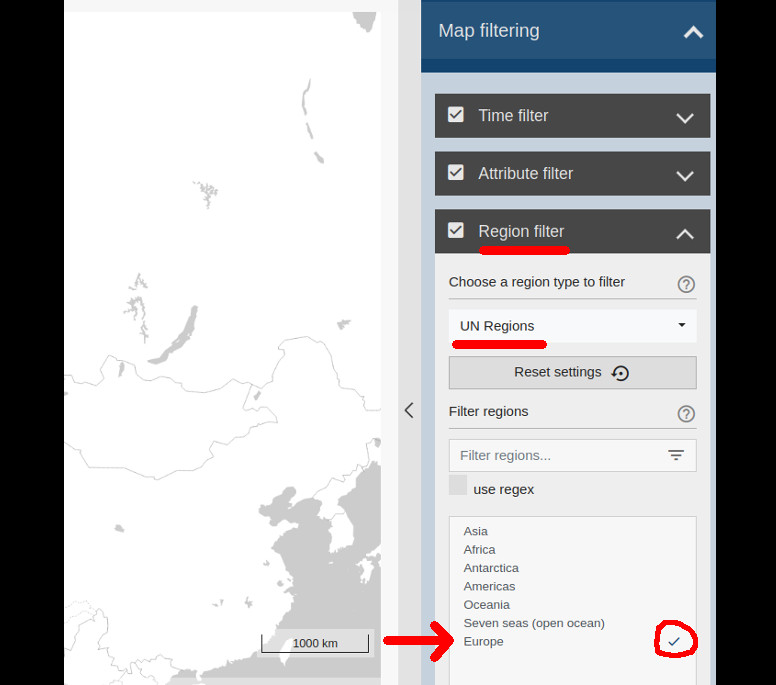 Map filtering
Time filter
Attribute filter
Region filter
Choose a region type to filter
?
UN Regions
Reset settings
Filter regions
?
Filter regions...
use regex
Asia
Africa
Antarctica
Americas
Oceania
Seven seas (open ocean)
Europe
1000 km